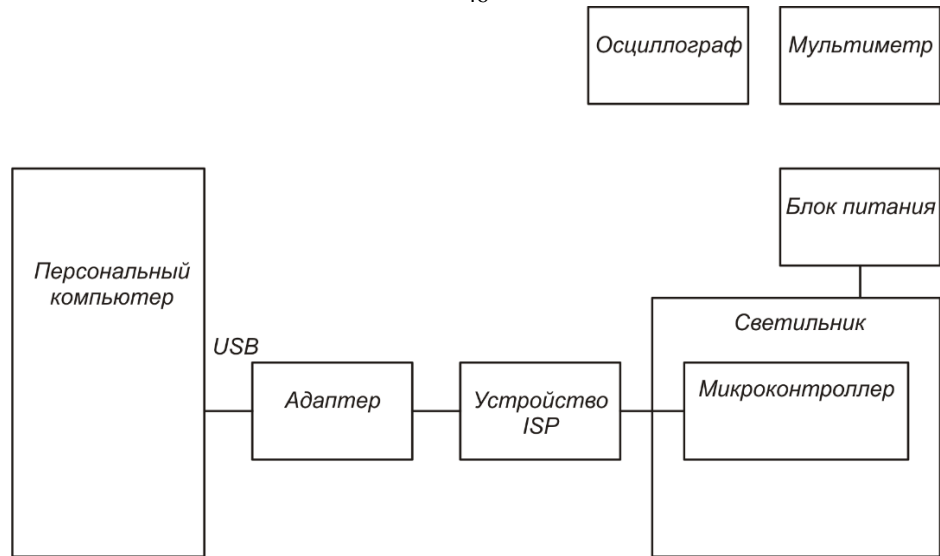 Осциллограф
Мультиметр
Блок питания
Персональный
компьютер
Светильник
USB
Адаптер
Устройство
ISP
Микроконтроллер